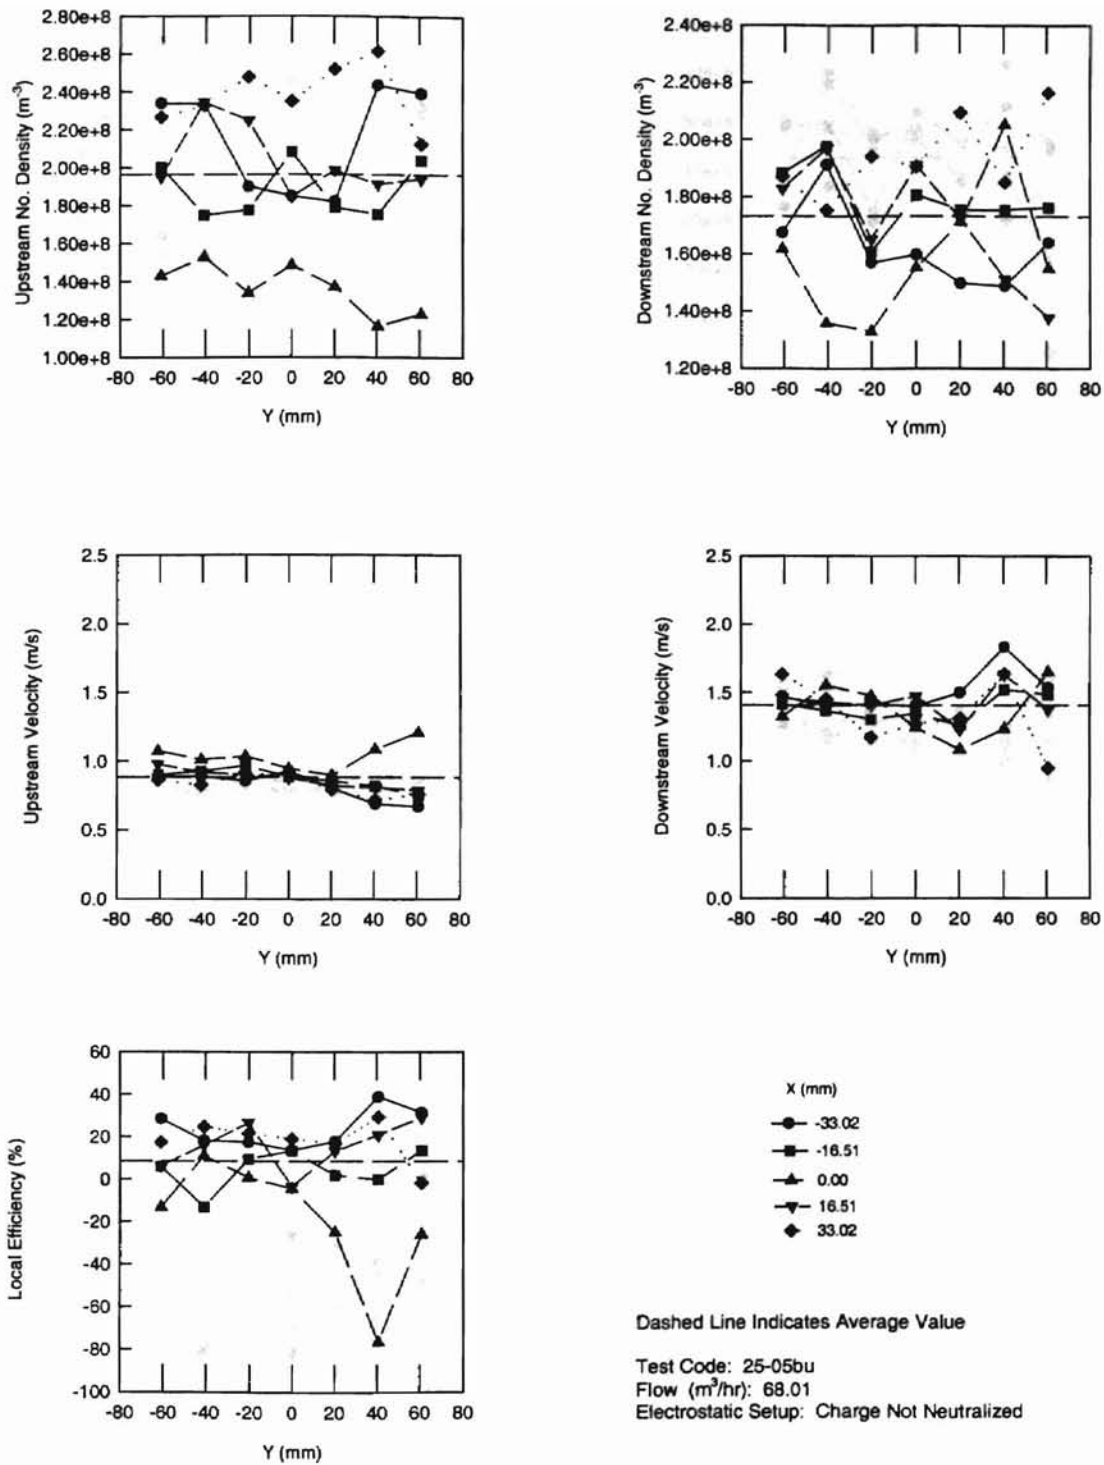 2.80e+8
2.60e+8
2.40e+8
2.20e+8
2.00e+8
1.80e+8
1.60e+8
1.40e+8
1.20e+8
1.00e+8
Upstream No. Density (m⁻³)
-80 -60 -40 -20 0 20 40 60 80
Y (mm)
2.40e+8
2.20e+8
2.00e+8
1.80e+8
1.60e+8
1.40e+8
1.20e+8
Downstream No. Density (m⁻³)
-80 -60 -40 -20 0 20 40 60 80
Y (mm)
2.5
2.0
1.5
1.0
0.5
0.0
Upstream Velocity (m/s)
-80 -60 -40 -20 0 20 40 60 80
Y (mm)
2.5
2.0
1.5
1.0
0.5
0.0
Downstream Velocity (m/s)
-80 -60 -40 -20 0 20 40 60 80
Y (mm)
60
40
20
0
-20
-40
-60
-80
-100
Local Efficiency (%)
-80 -60 -40 -20 0 20 40 60 80
Y (mm)
X (mm)
-33.02
-16.51
0.00
16.51
33.02
Dashed Line Indicates Average Value
Test Code: 25-05bu
Flow (m³/hr): 68.01
Electrostatic Setup: Charge Not Neutralized